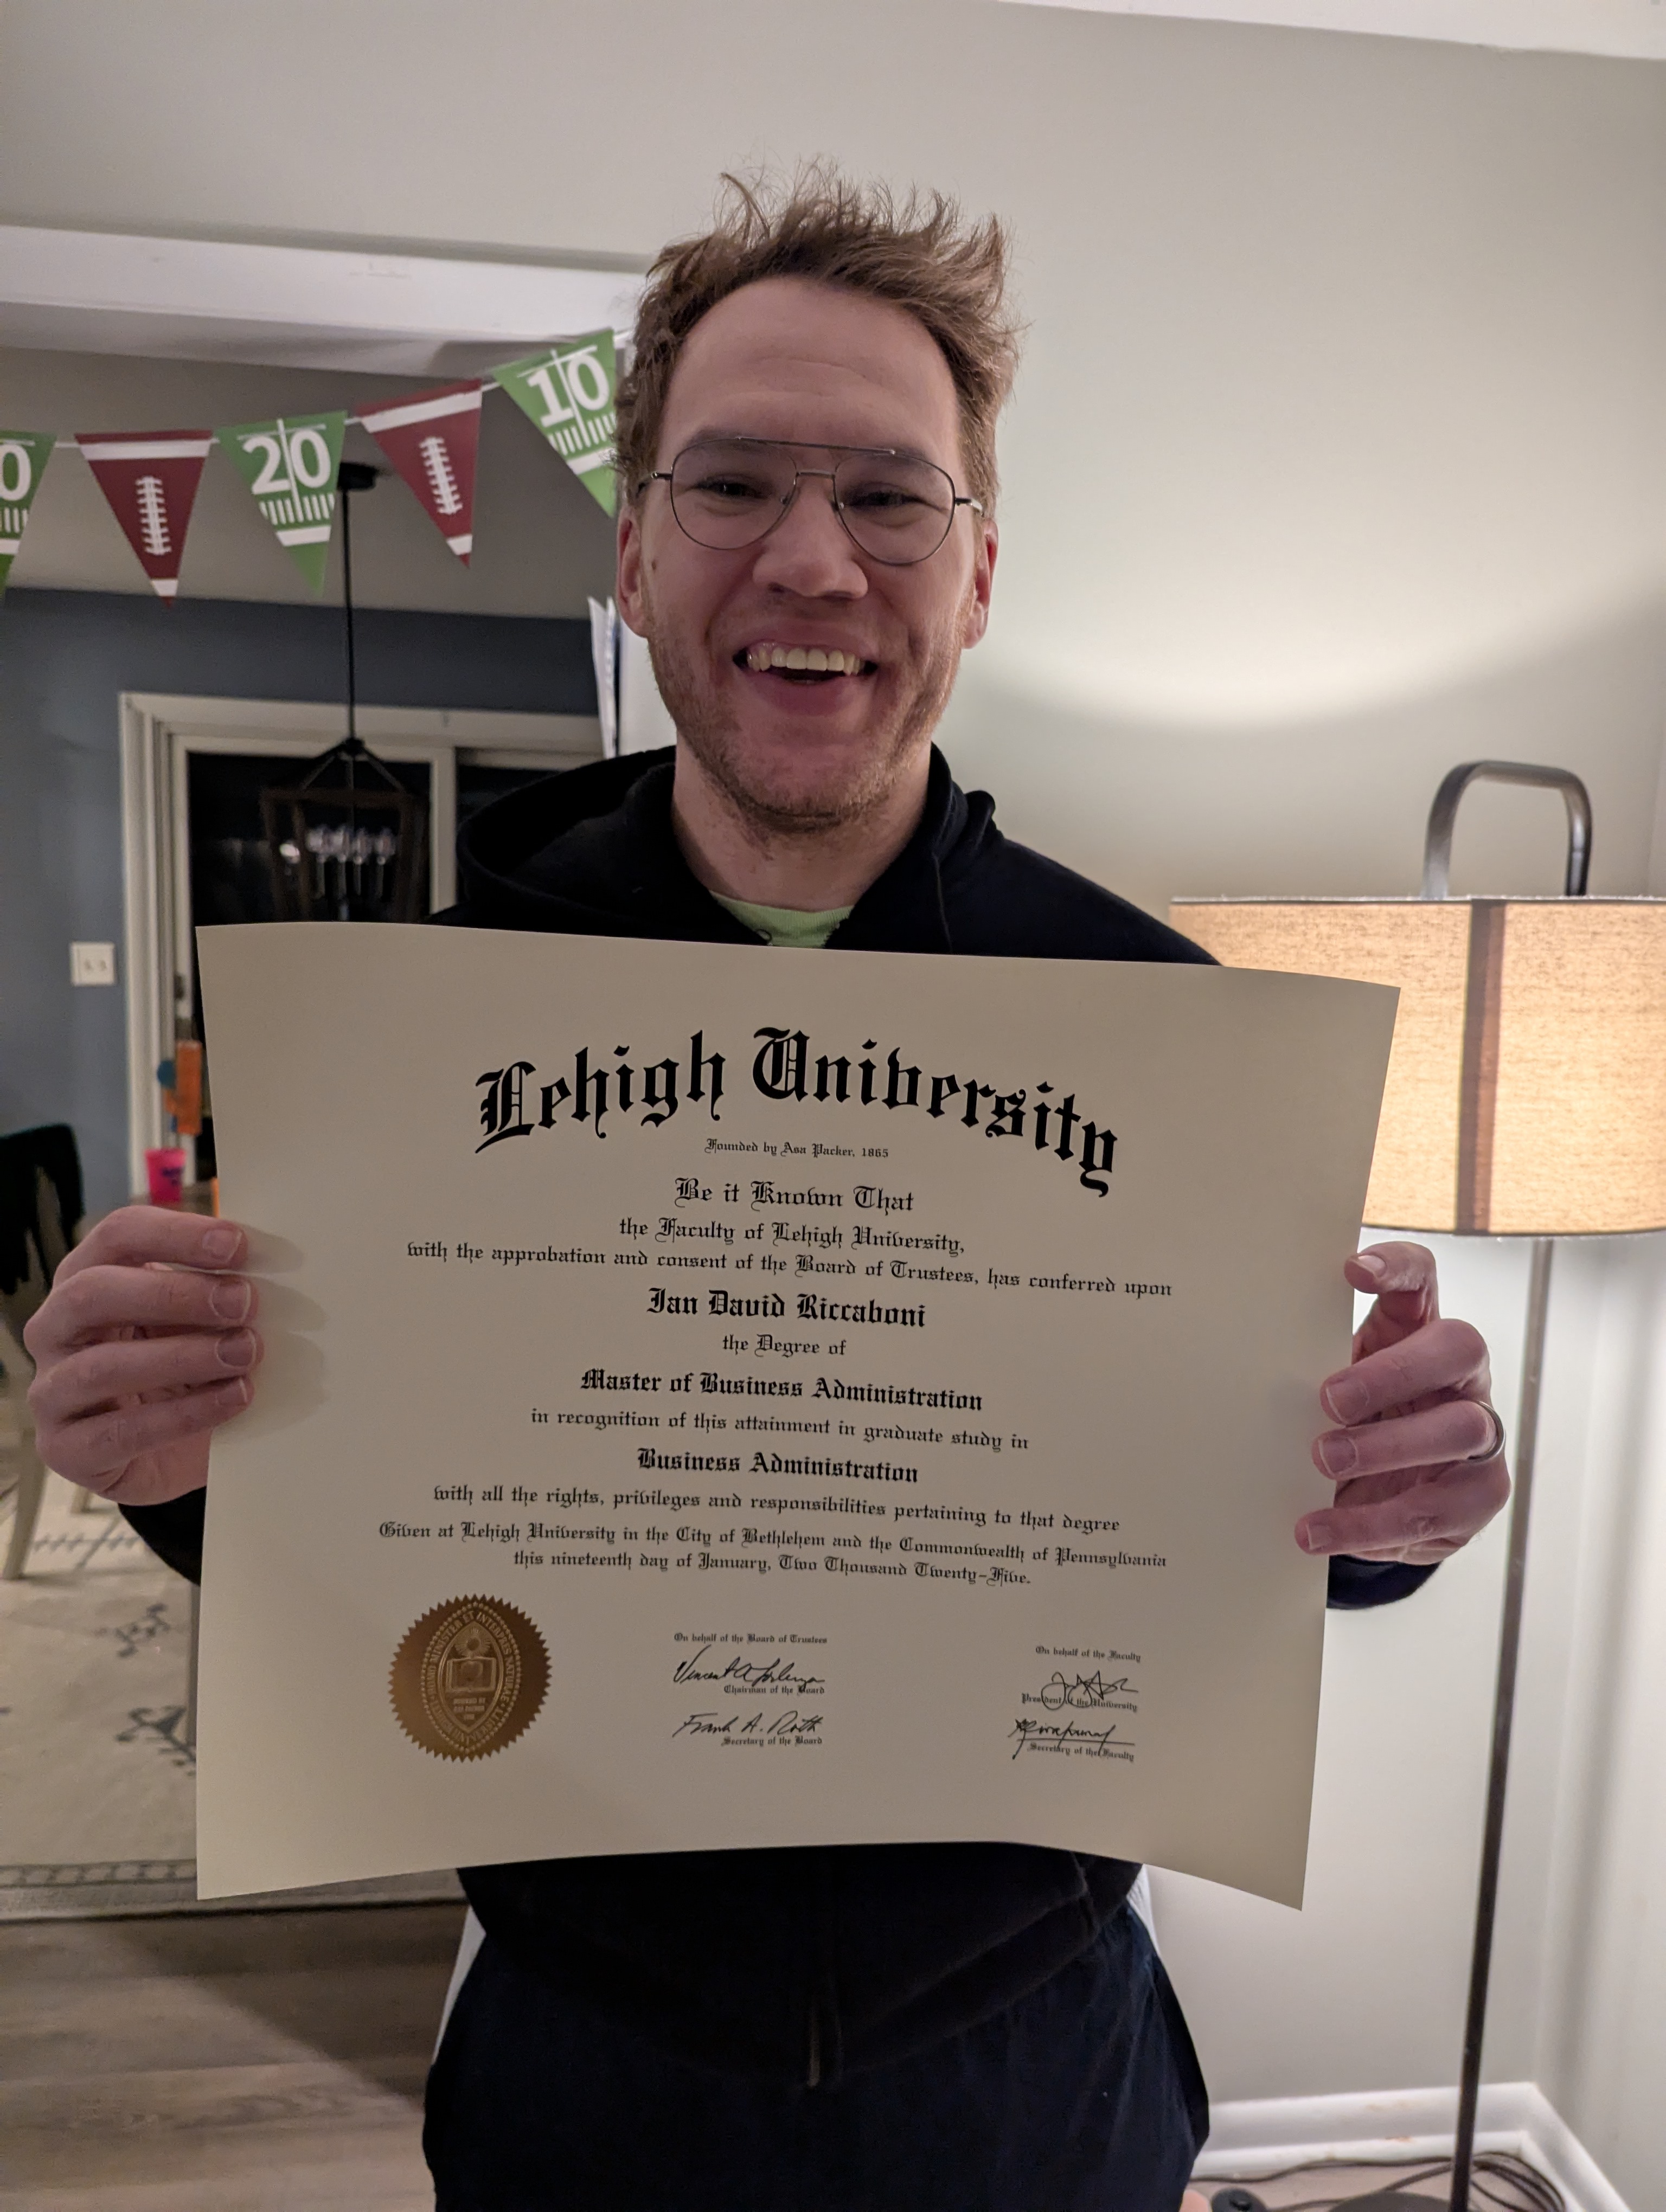 0
20
10
Lehigh University
Founded by Asa Packer, 1865
Be it Known That
the Faculty of Lehigh University,
with the approbation and consent of the Board of Trustees, has conferred upon
Ian David Riccaboni
the Degree of
Master of Business Administration
in recognition of this attainment in graduate study in
Business Administration
with all the rights, privileges and responsibilities pertaining to that degree
Given at Lehigh University in the City of Bethlehem and the Commonwealth of Pennsylvania
this nineteenth day of January, Two Thousand Twenty-Five.
On behalf of the Board of Trustees
Vincent A
Chairman of the Board
Frank A. Roth
Secretary of the Board
On behalf of the Faculty
President of the University
Secretary of the Faculty